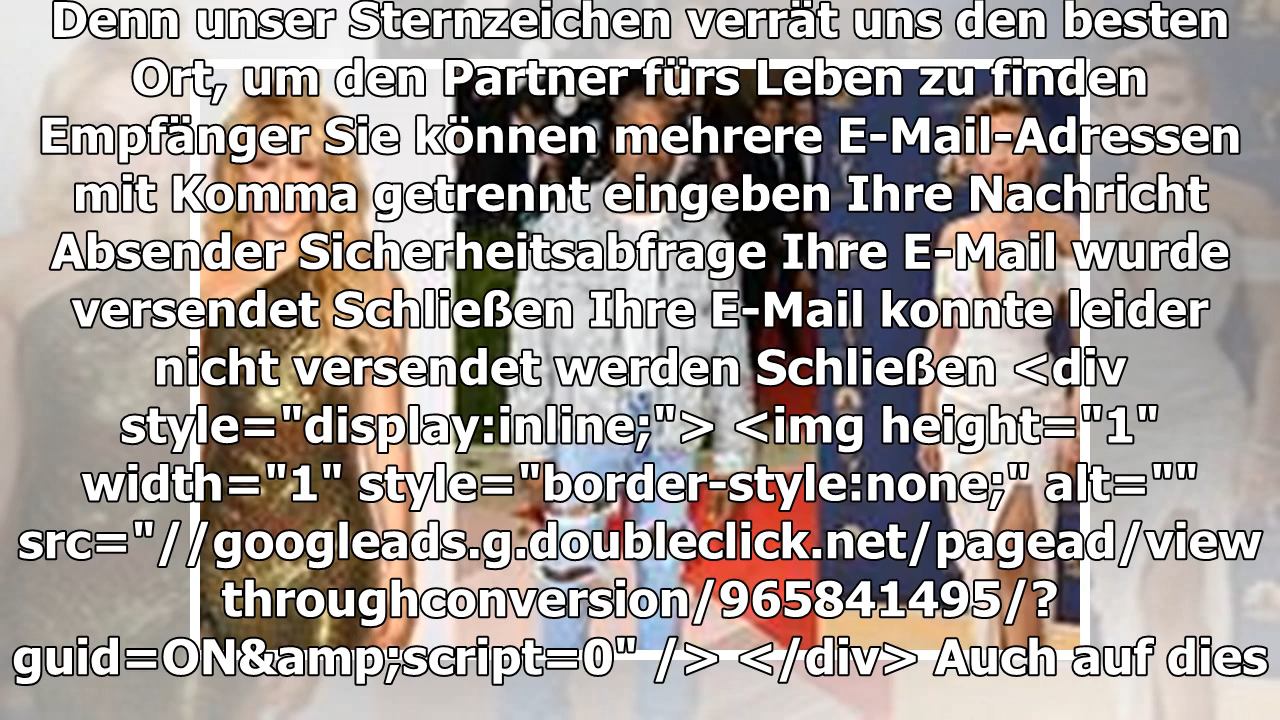 Denn unser Sternzeichen verrät uns den besten
Ort, um den Partner fürs Leben zu finden
Empfänger Sie können mehrere E-Mail-Adressen
mit Komma getrennt eingeben Ihre Nachricht
Absender Sicherheitsabfrage Ihre E-Mail wurde
versendet Schließen Ihre E-Mail konnte leider
nicht versendet werden Schließen <div
style="display:inline;"> <img height="1"
width="1" style="border-style:none;" alt=""
src="//googleads.g.doubleclick.net/pagead/view
throughconversion/965841495/?
guid=ON&amp;script=0" /> </div> Auch auf dies